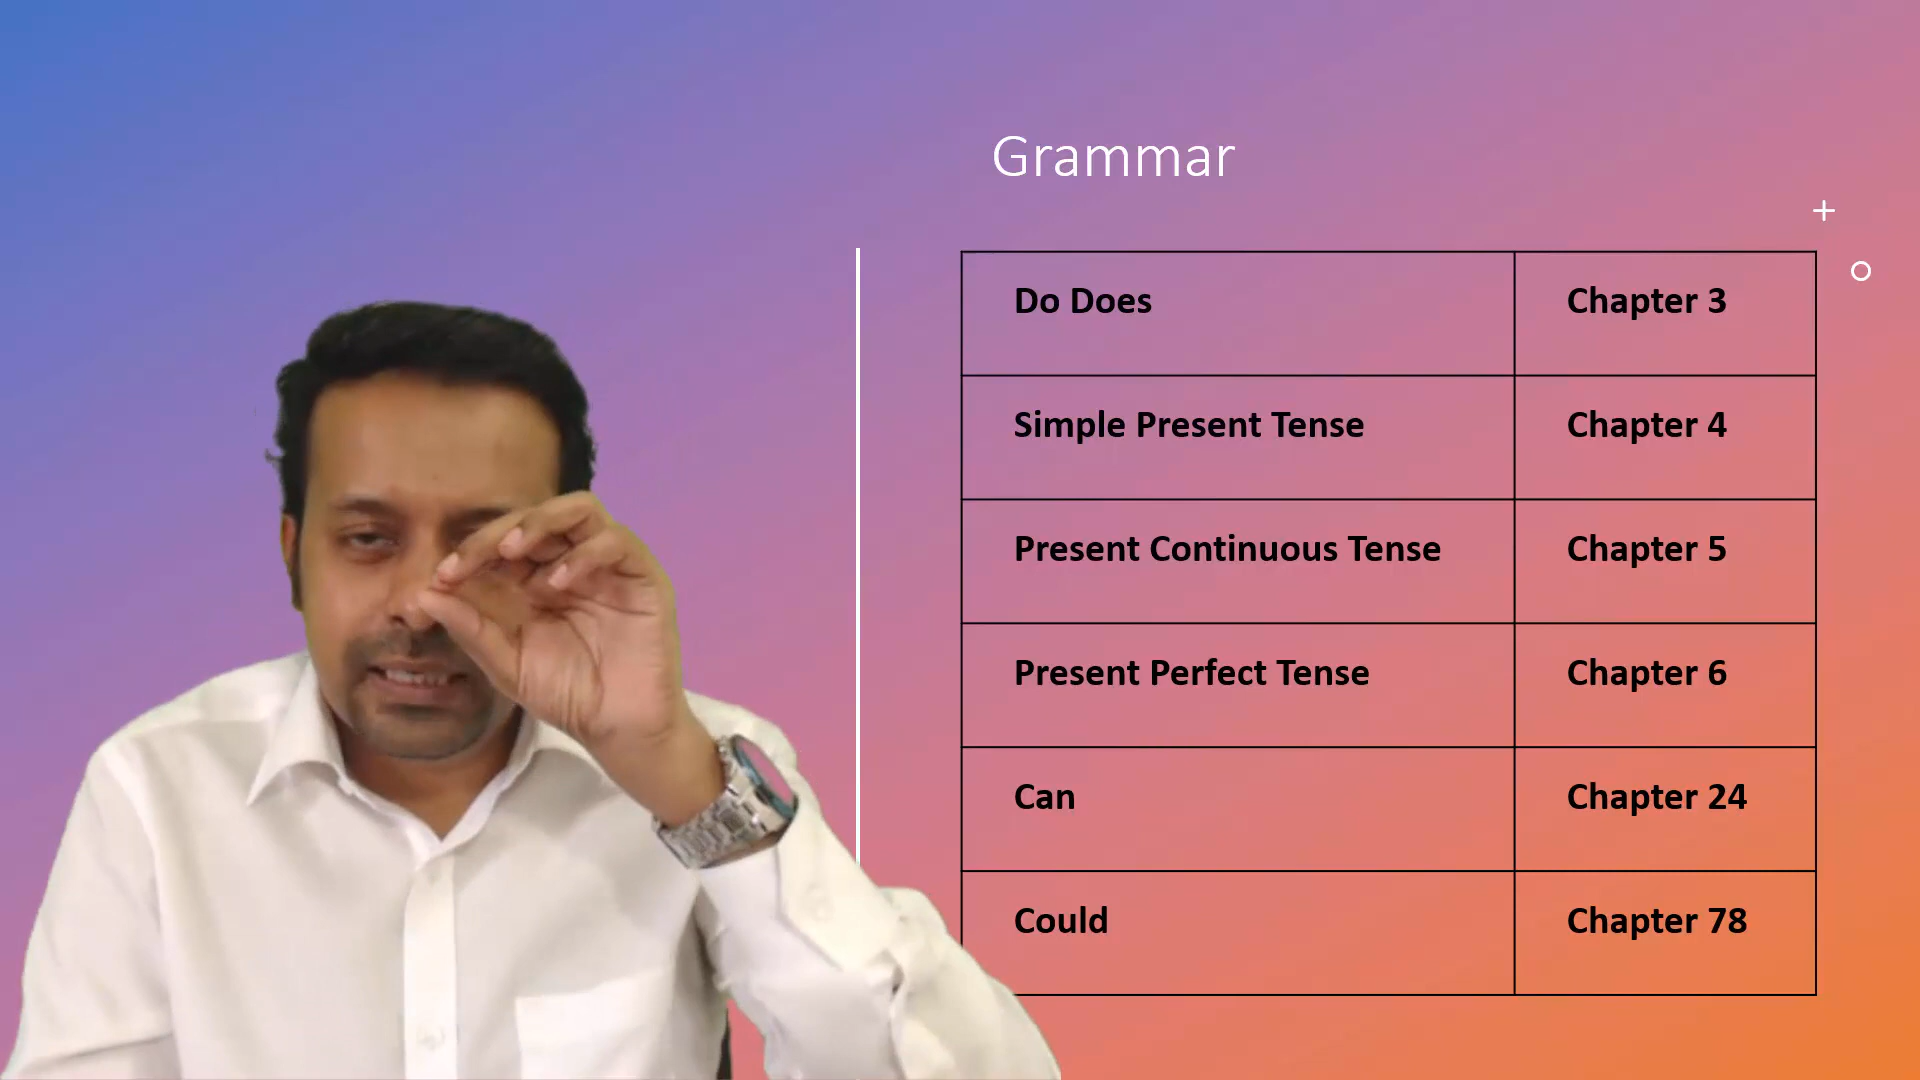 Grammar
Do Does Chapter 3
Simple Present Tense Chapter 4
Present Continuous Tense Chapter 5
Present Perfect Tense Chapter 6
Can Chapter 24
Could Chapter 78